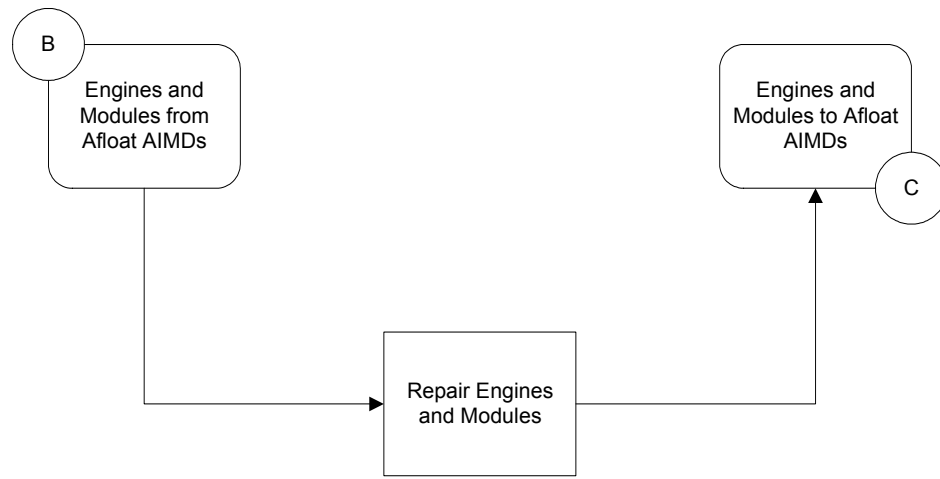 B
Engines and
Modules from
Afloat AIMDs
Engines and
Modules to Afloat
AIMDs
C
Repair Engines
and Modules